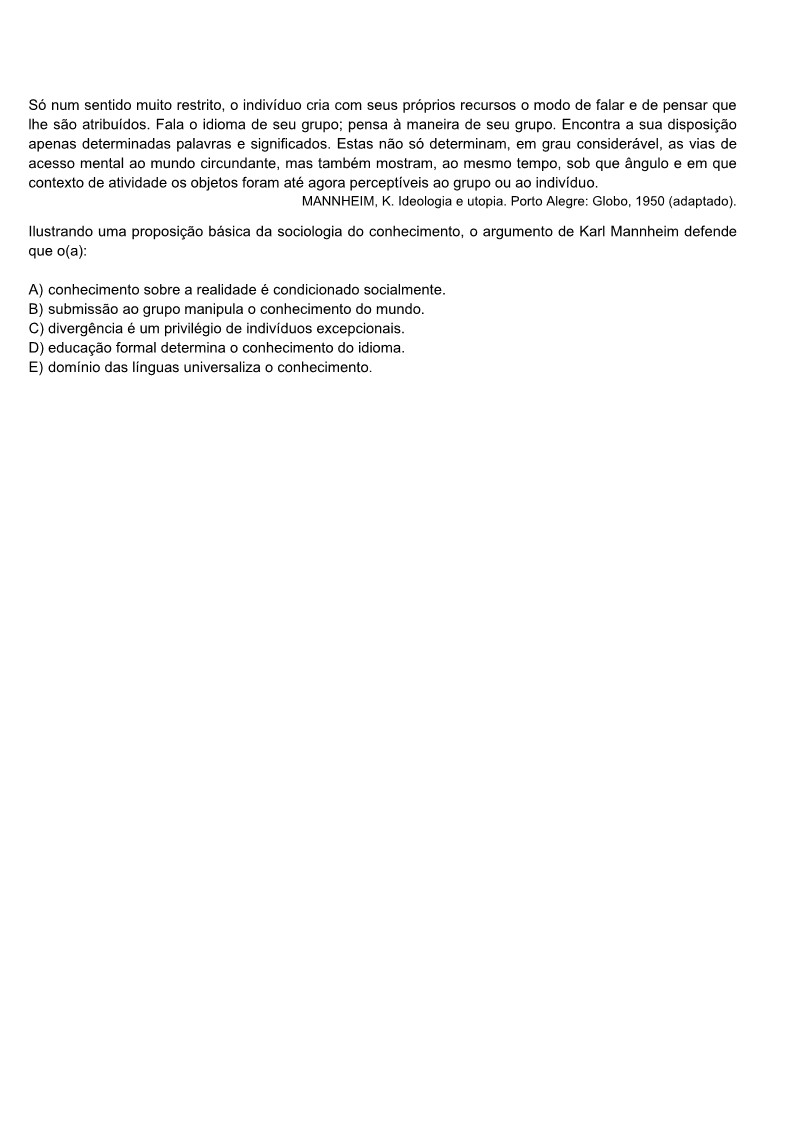 Só num sentido muito restrito, o indivíduo cria com seus próprios recursos o modo de falar e de pensar que
lhe são atribuídos. Fala o idioma de seu grupo; pensa à maneira de seu grupo. Encontra a sua disposição
apenas determinadas palavras e significados. Estas não só determinam, em grau considerável, as vias de
acesso mental ao mundo circundante, mas também mostram, ao mesmo tempo, sob que ângulo e em que
contexto de atividade os objetos foram até agora perceptíveis ao grupo ou ao indivíduo.
MANNHEIM, K. Ideologia e utopia. Porto Alegre: Globo, 1950 (adaptado).
Ilustrando uma proposição básica da sociologia do conhecimento, o argumento de Karl Mannheim defende
que o(a):
A) conhecimento sobre a realidade é condicionado socialmente.
B) submissão ao grupo manipula o conhecimento do mundo.
C) divergência é um privilégio de indivíduos excepcionais.
D) educação formal determina o conhecimento do idioma.
E) domínio das línguas universaliza o conhecimento.